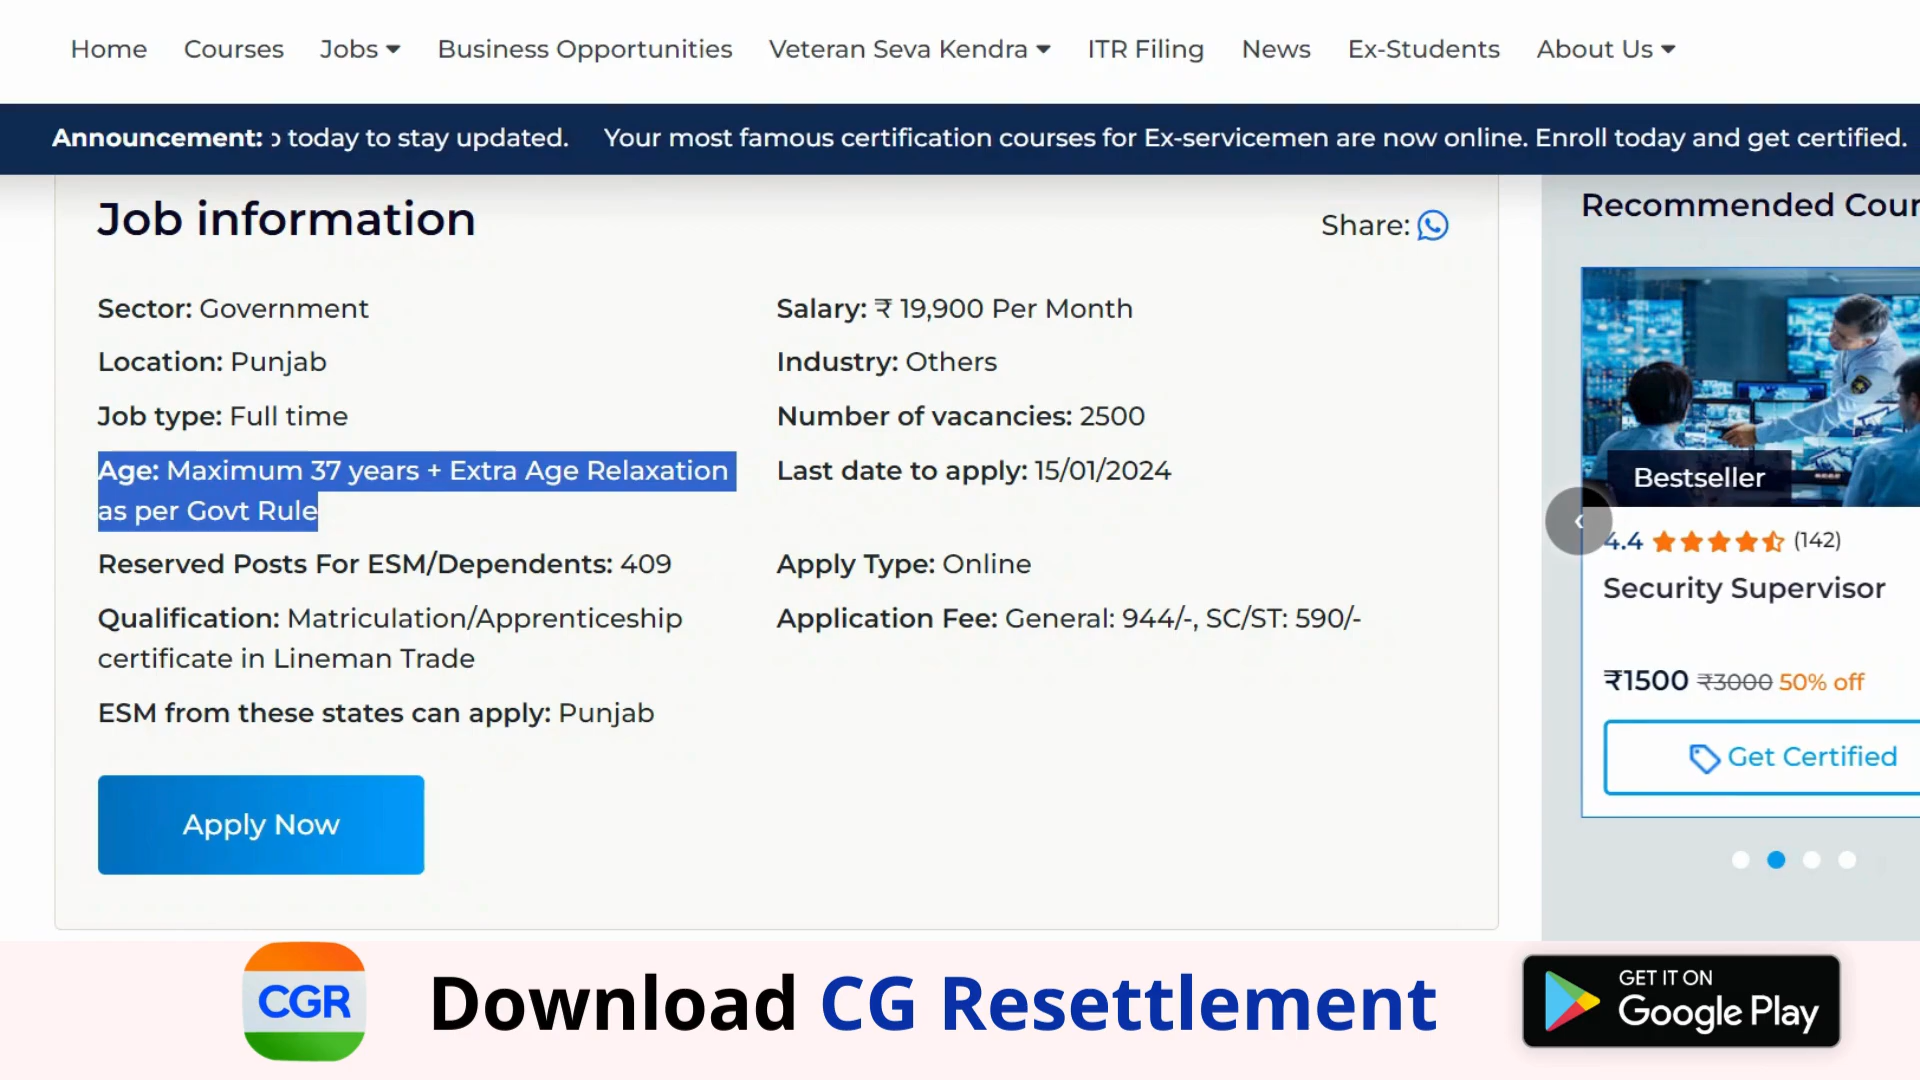 Home Courses Jobs Business Opportunities Veteran Seva Kendra ITR Filing News Ex-Students About Us
Announcement: today to stay updated. Your most famous certification courses for Ex-servicemen are now online. Enroll today and get certified.
Job information
Share:
Sector: Government
Salary: ₹ 19,900 Per Month
Location: Punjab
Industry: Others
Job type: Full time
Number of vacancies: 2500
Age: Maximum 37 years + Extra Age Relaxation
as per Govt Rule
Last date to apply: 15/01/2024
Reserved Posts For ESM/Dependents: 409
Apply Type: Online
Qualification: Matriculation/Apprenticeship
certificate in Lineman Trade
Application Fee: General: 944/-, SC/ST: 590/-
ESM from these states can apply: Punjab
Apply Now
Recommended
Bestseller
4.4 (142)
Security Supervisor
₹1500 ₹3000 50% off
Get Certified
CGR
Download CG Resettlement
GET IT ON
Google Play